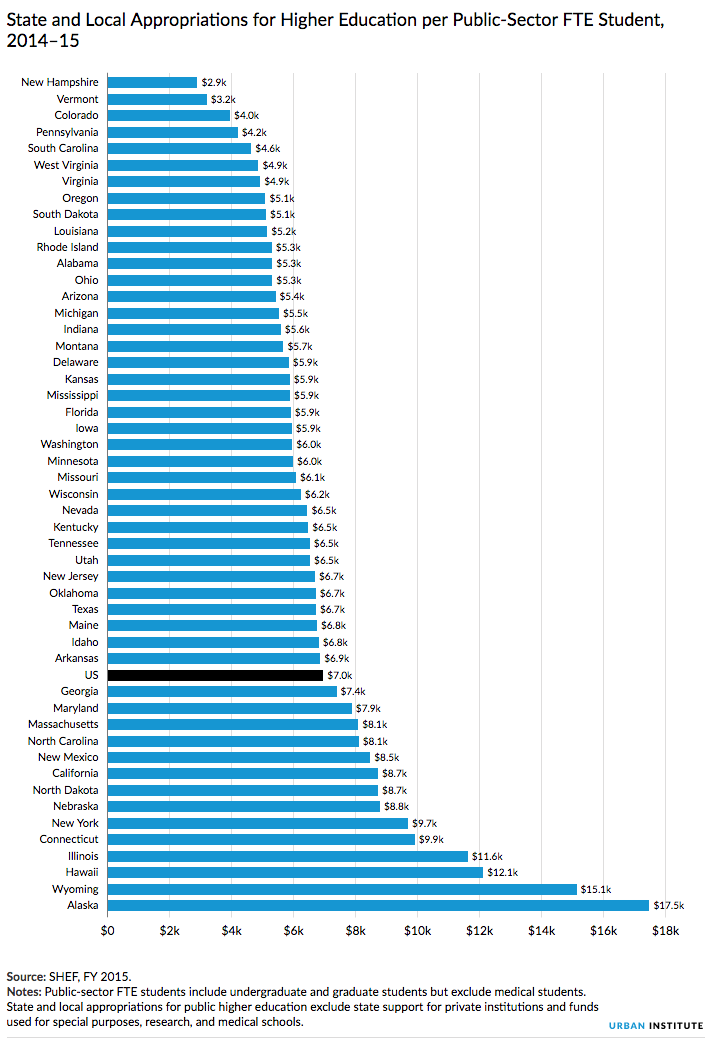 State and Local Appropriations for Higher Education per Public-Sector FTE Student,
2014–15
New Hampshire $2.9k
Vermont $3.2k
Colorado $4.0k
Pennsylvania $4.2k
South Carolina $4.6k
West Virginia $4.9k
Virginia $4.9k
Oregon $5.1k
South Dakota $5.1k
Louisiana $5.2k
Rhode Island $5.3k
Alabama $5.3k
Ohio $5.3k
Arizona $5.4k
Michigan $5.5k
Indiana $5.6k
Montana $5.7k
Delaware $5.9k
Kansas $5.9k
Mississippi $5.9k
Florida $5.9k
Iowa $5.9k
Washington $6.0k
Minnesota $6.0k
Missouri $6.1k
Wisconsin $6.2k
Nevada $6.5k
Kentucky $6.5k
Tennessee $6.5k
Utah $6.5k
New Jersey $6.7k
Oklahoma $6.7k
Texas $6.7k
Maine $6.8k
Idaho $6.8k
Arkansas $6.9k
US $7.0k
Georgia $7.4k
Maryland $7.9k
Massachusetts $8.1k
North Carolina $8.1k
New Mexico $8.5k
California $8.7k
North Dakota $8.7k
Nebraska $8.8k
New York $9.7k
Connecticut $9.9k
Illinois $11.6k
Hawaii $12.1k
Wyoming $15.1k
Alaska $17.5k
$0 $2k $4k $6k $8k $10k $12k $14k $16k $18k
Source: SHEF, FY 2015.
Notes: Public-sector FTE students include undergraduate and graduate students but exclude medical students.
State and local appropriations for public higher education exclude state support for private institutions and funds
used for special purposes, research, and medical schools.
URBAN INSTITUTE